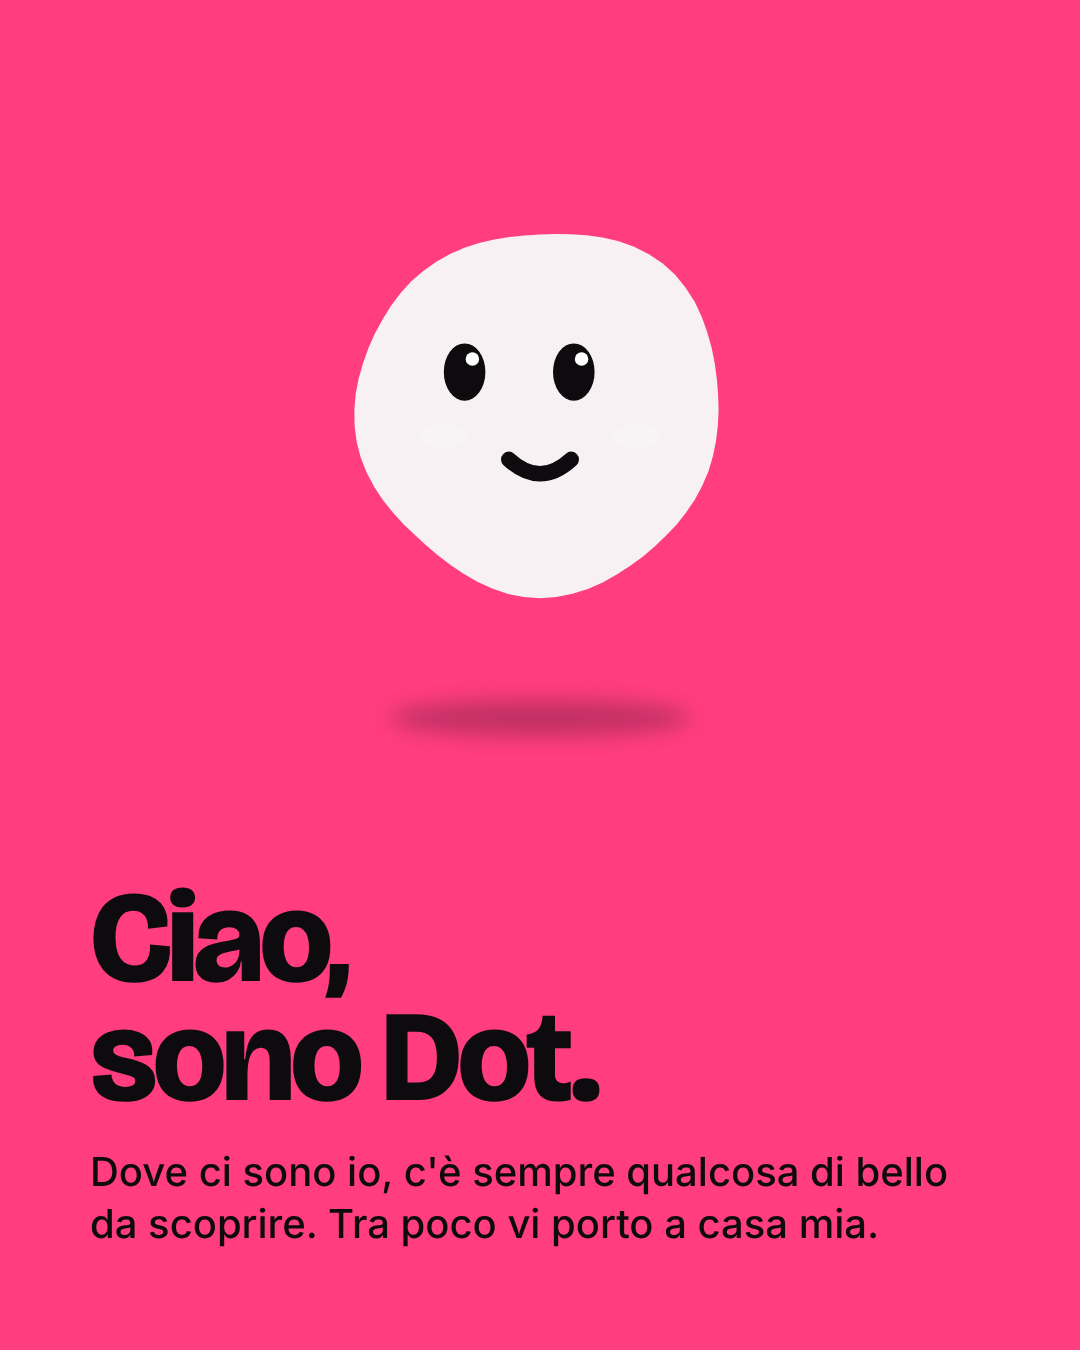 Ciao,
sono Dot.
Dove ci sono io, c'è sempre qualcosa di bello
da scoprire. Tra poco vi porto a casa mia.